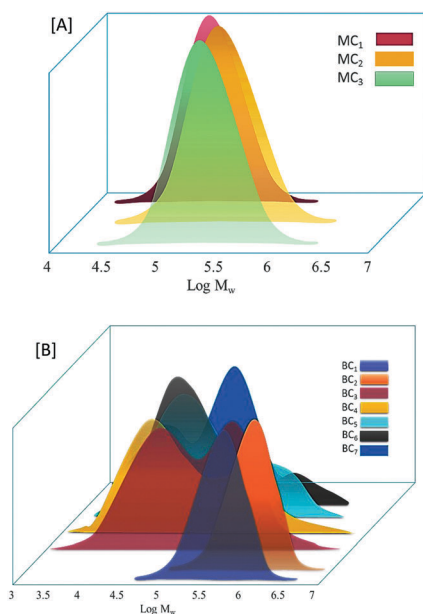 [A]
MC₁
MC₂
MC₃
4 4.5 5 5.5 6 6.5 7
Log Mw
[B]
BC₁
BC₂
BC₃
BC₄
BC₅
BC₆
BC₇
3 3.5 4 4.5 5 5.5 6 6.5 7
Log Mw